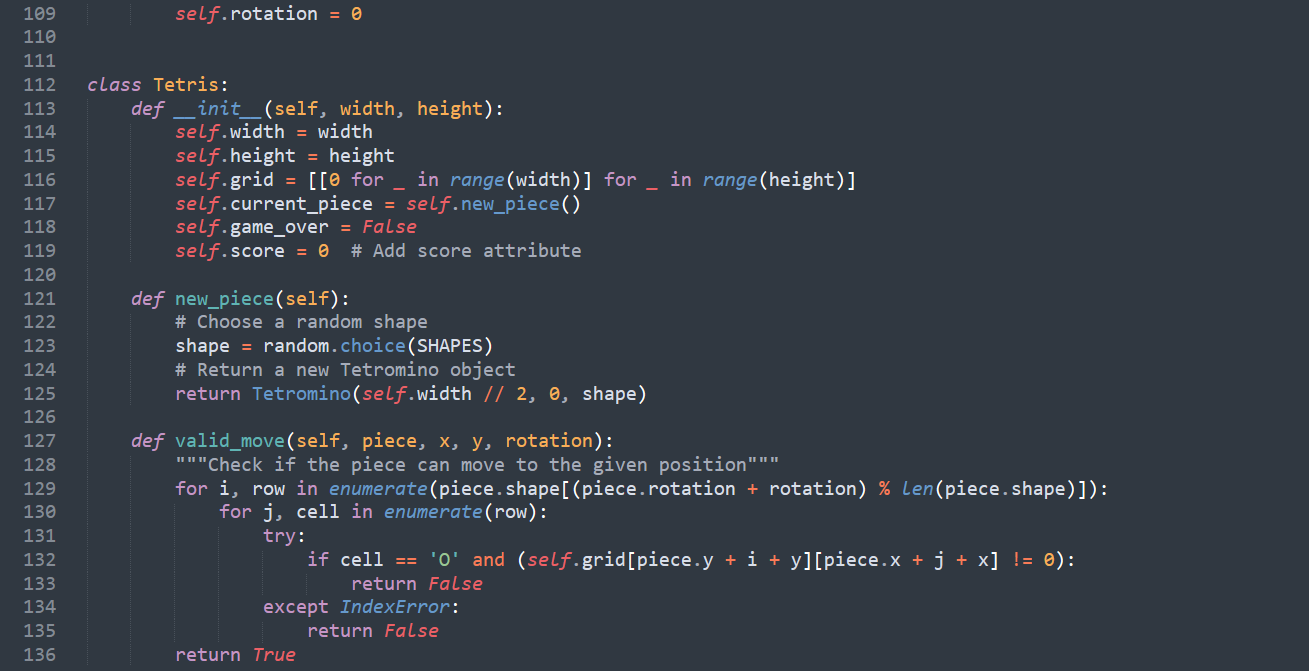 109         self.rotation = 0
110
111
112 class Tetris:
113     def __init__(self, width, height):
114         self.width = width
115         self.height = height
116         self.grid = [[0 for _ in range(width)] for _ in range(height)]
117         self.current_piece = self.new_piece()
118         self.game_over = False
119         self.score = 0  # Add score attribute
120
121     def new_piece(self):
122         # Choose a random shape
123         shape = random.choice(SHAPES)
124         # Return a new Tetromino object
125         return Tetromino(self.width // 2, 0, shape)
126
127     def valid_move(self, piece, x, y, rotation):
128         """Check if the piece can move to the given position"""
129         for i, row in enumerate(piece.shape[(piece.rotation + rotation) % len(piece.shape)]):
130             for j, cell in enumerate(row):
131                 try:
132                     if cell == 'O' and (self.grid[piece.y + i + y][piece.x + j + x] != 0):
133                         return False
134                 except IndexError:
135                     return False
136         return True